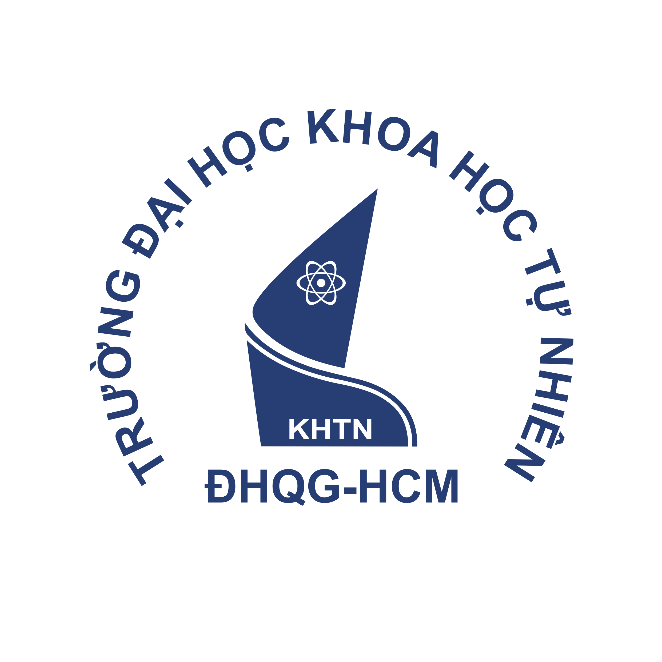 TRƯỜNG ĐẠI HỌC KHOA HỌC TỰ NHIÊN
KHTN
ĐHQG-HCM